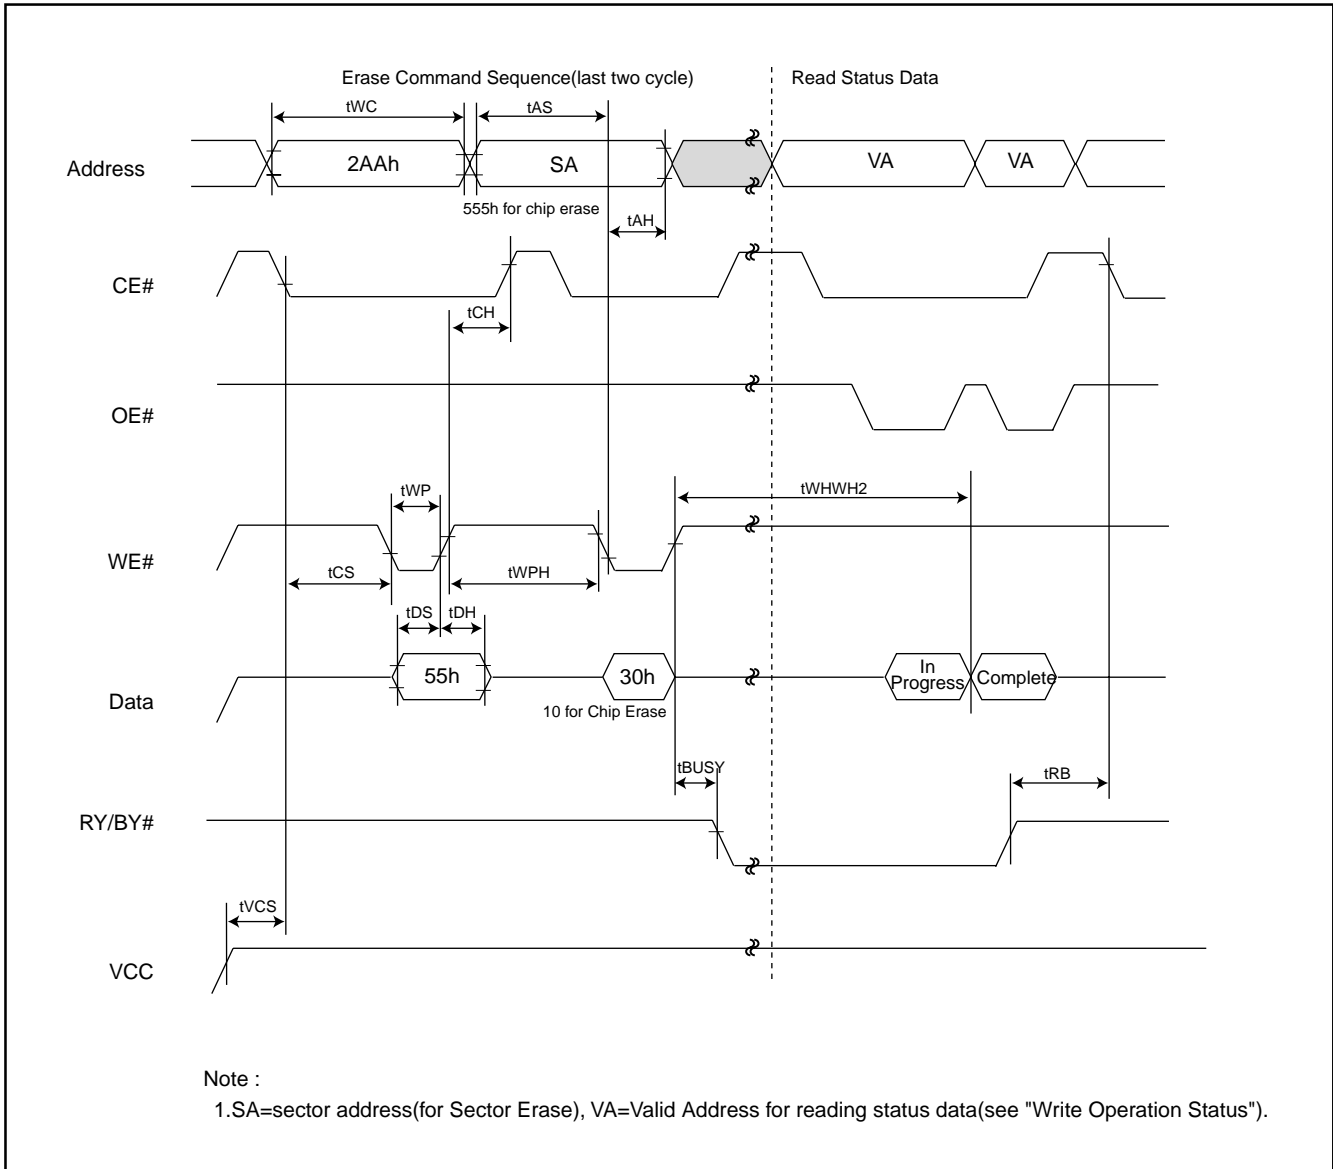 Erase Command Sequence(last two cycle)
Read Status Data
tWC
tAS
Address
2AAh
SA
VA
VA
555h for chip erase
tAH
CE#
tCH
OE#
tWP
tWHWH2
WE#
tCS
tWPH
tDS
tDH
Data
55h
30h
In
Progress
Complete
10 for Chip Erase
tBUSY
tRB
RY/BY#
tVCS
VCC
Note :
1.SA=sector address(for Sector Erase), VA=Valid Address for reading status data(see "Write Operation Status").